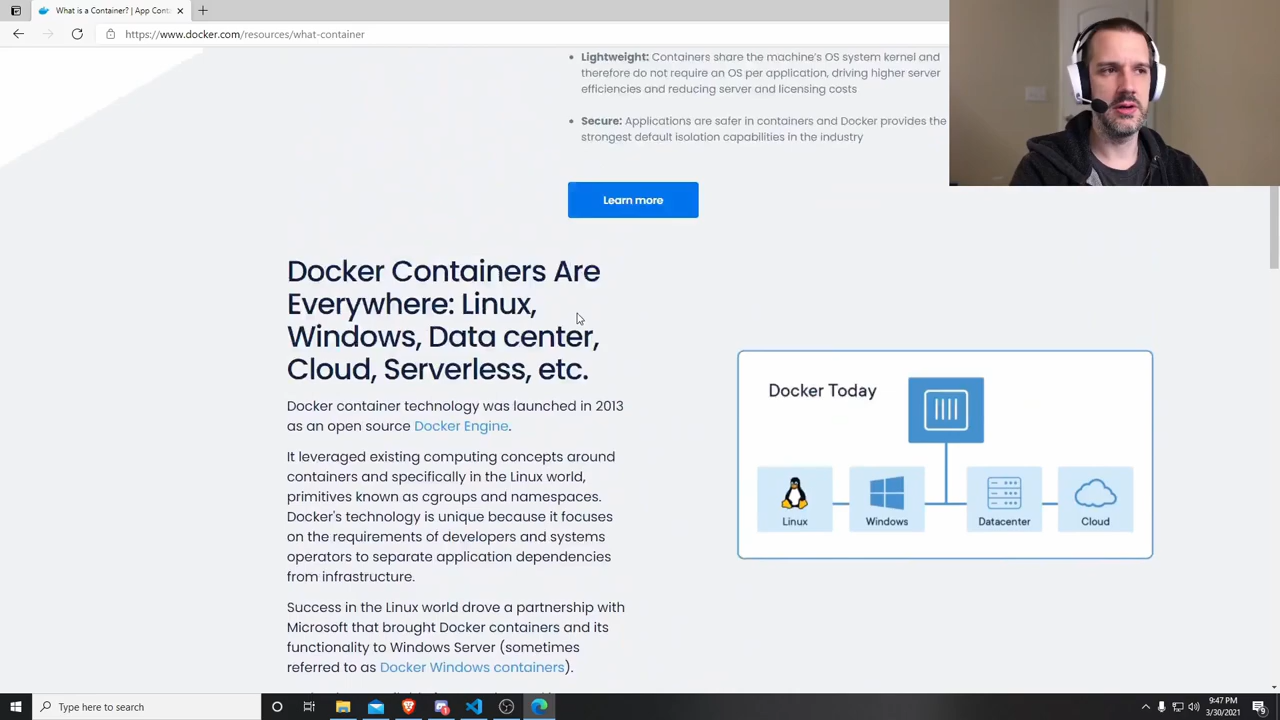 What is a Container? | App Cont
https://www.docker.com/resources/what-container
Lightweight: Containers share the machine's OS system kernel and
therefore do not require an OS per application, driving higher server
efficiencies and reducing server and licensing costs
Secure: Applications are safer in containers and Docker provides the
strongest default isolation capabilities in the industry
Learn more
Docker Containers Are
Everywhere: Linux,
Windows, Data center,
Cloud, Serverless, etc.
Docker container technology was launched in 2013
as an open source Docker Engine.
It leveraged existing computing concepts around
containers and specifically in the Linux world,
primitives known as cgroups and namespaces.
Docker's technology is unique because it focuses
on the requirements of developers and systems
operators to separate application dependencies
from infrastructure.
Success in the Linux world drove a partnership with
Microsoft that brought Docker containers and its
functionality to Windows Server (sometimes
referred to as Docker Windows containers).
Docker Today
Linux
Windows
Datacenter
Cloud
Type here to search
9:47 PM
3/30/2021